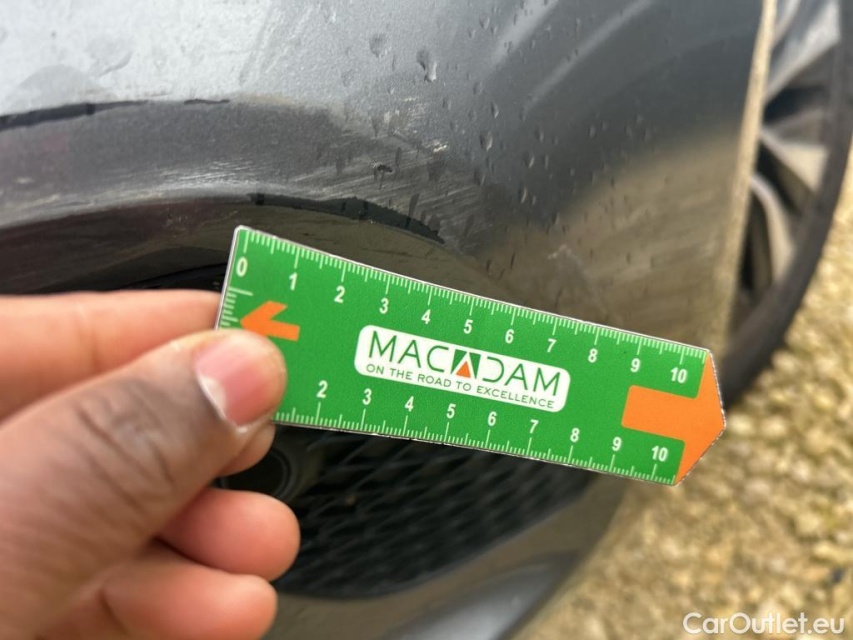 0 1 2 3 4 5 6 7 8 9 10
MACADAM
ON THE ROAD TO EXCELLENCE
2 3 4 5 6 7 8 9 10
CarOutlet.eu